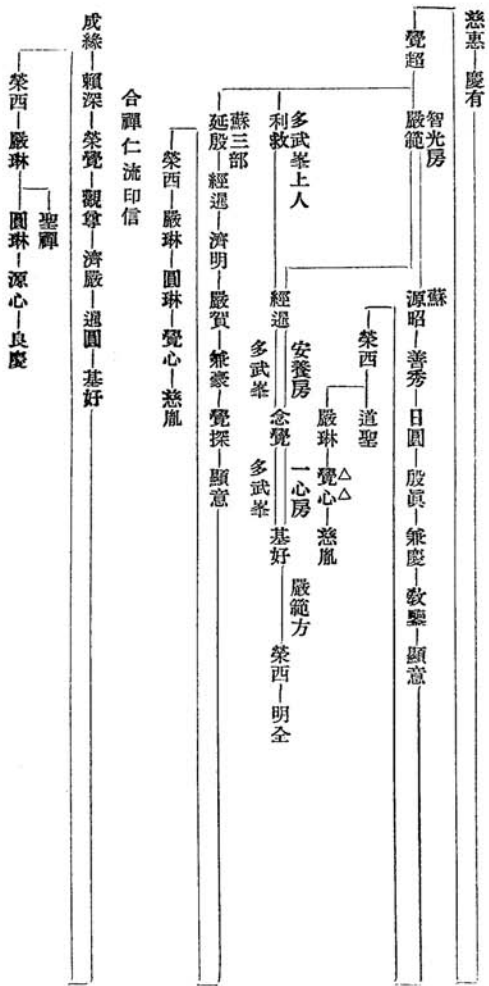 慈惠―慶有
覺超
智光房
嚴範
蘇
源昭―善秀―日圓―殷眞―兼慶―敎鑒―顯意
榮西―道聖
嚴琳―覺心―慈胤
△△
多武峯上人
利救
經暹
安養房
念覺
多武峯
一心房
基好
多武峯
嚴範方
榮西―明全
蘇三部
延殷―經暹―濟明―嚴賀―兼豪―覺探―顯意
榮西―嚴琳―圓琳―覺心―慈胤
合禪仁流印信
成緣―賴深―榮覺―觀尊―濟嚴―暹圓―基好
聖禪
榮西―嚴琳―圓琳―源心―良慶